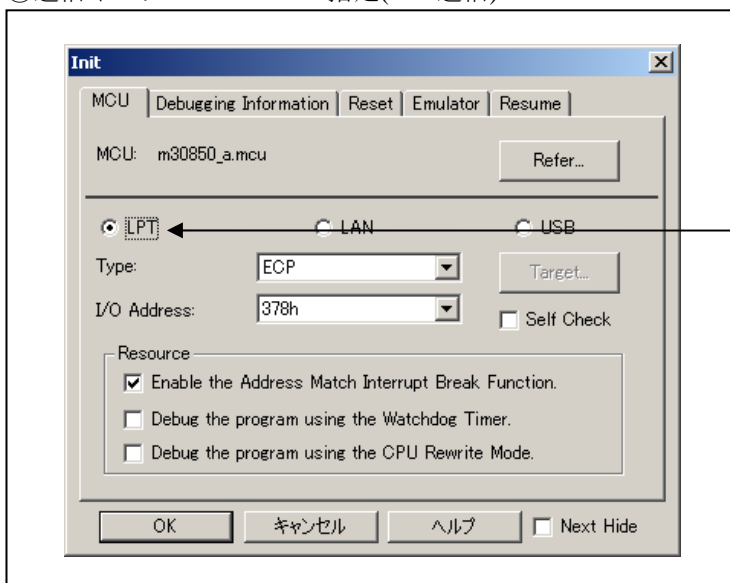 指定(
Init
MCU Debugging Information Reset Emulator Resume
MCU: m30850_a.mcu Refer...
LPT LAN USB
Type: ECP Target...
I/O Address: 378h Self Check
Resource
Enable the Address Match Interrupt Break Function.
Debug the program using the Watchdog Timer.
Debug the program using the CPU Rewrite Mode.
OK キャンセル ヘルプ Next Hide